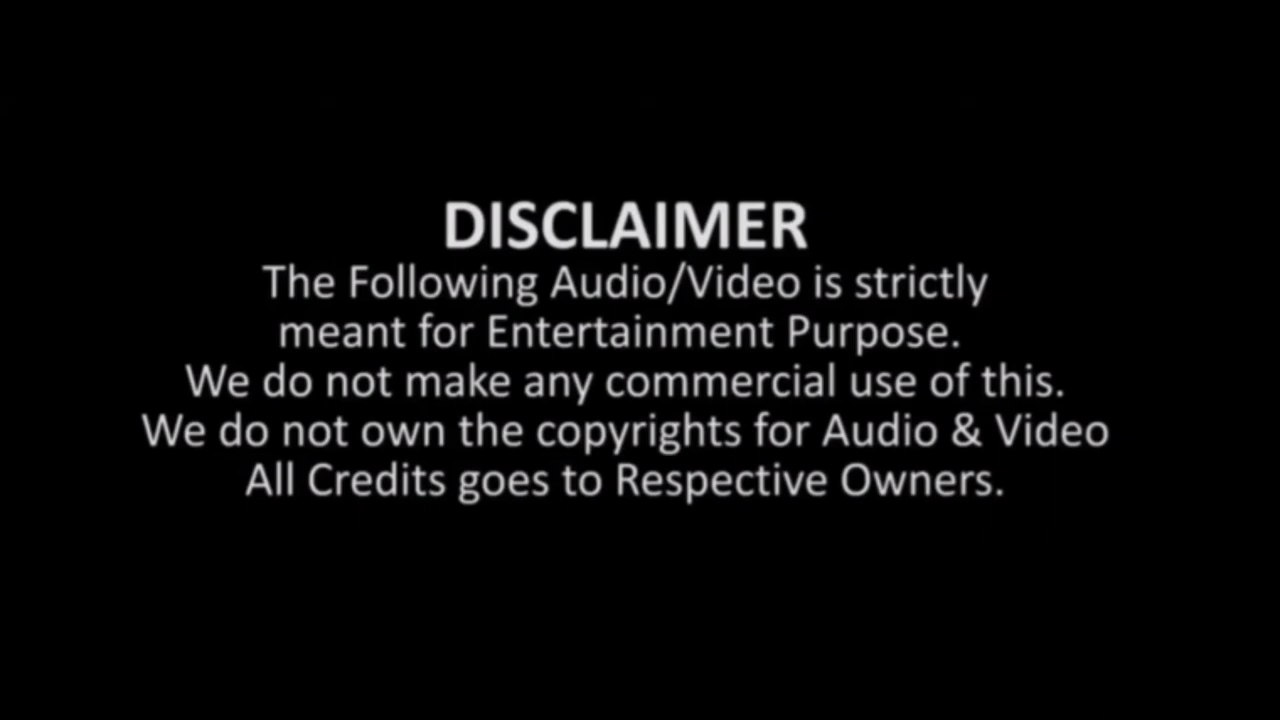 DISCLAIMER
The Following Audio/Video is strictly
meant for Entertainment Purpose.
We do not make any commercial use of this.
We do not own the copyrights for Audio & Video
All Credits goes to Respective Owners.